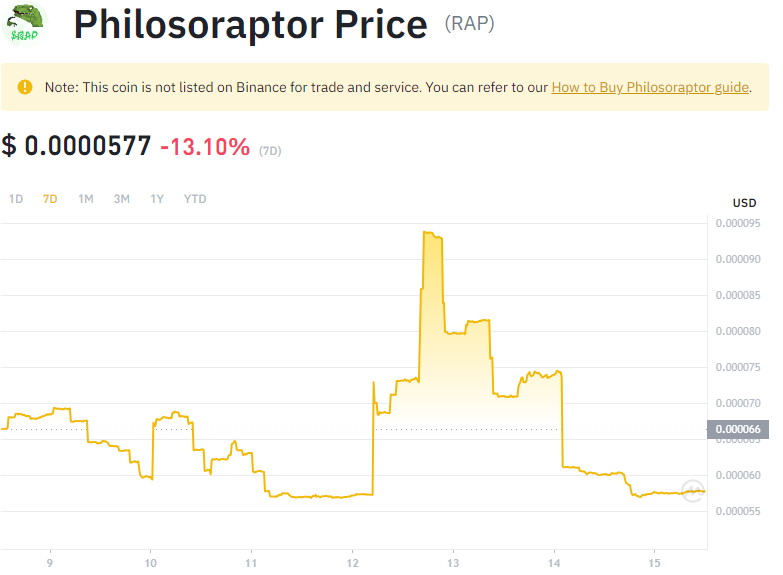 $RAP
Philosoraptor Price (RAP)
Note: This coin is not listed on Binance for trade and service. You can refer to our How to Buy Philosoraptor guide.
$ 0.0000577 -13.10% (7D)
1D 7D 1M 3M 1Y YTD
USD
0.000095
0.000090
0.000085
0.000080
0.000075
0.000070
0.000066
0.000060
0.000055
9 10 11 12 13 14 15